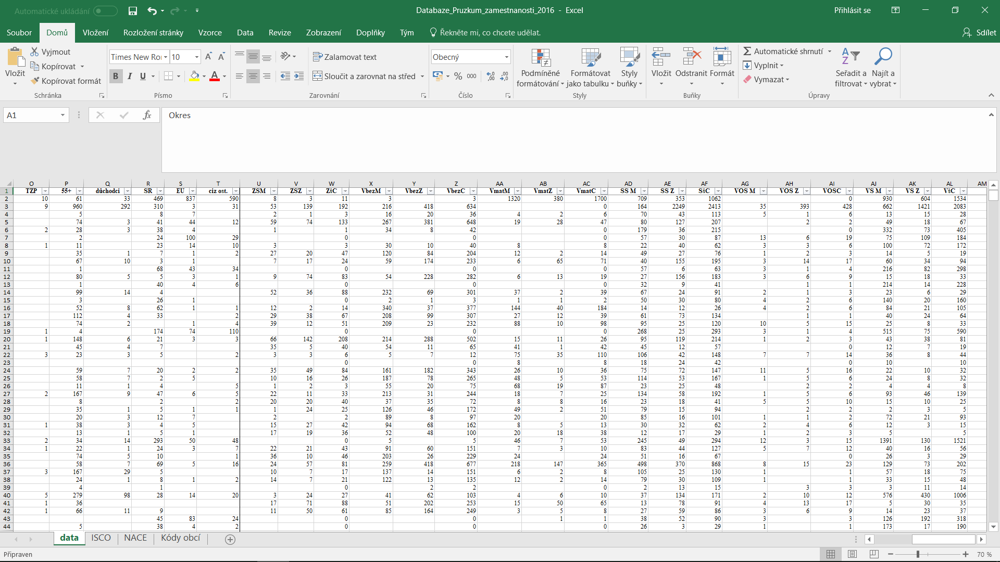 Automatické ukládání
Databaze_Pruzkum_zamestnanosti_2016 - Excel
Přihlásit se
Soubor Domů Vložení Rozložení stránky Vzorce Data Revize Zobrazení Doplňky Tým Řekněte mi, co chcete udělat. Sdílet
Vložit
Vyjmout
Kopírovat
Kopírovat formát
Schránka
Times New Ro 10
B I U A
Písmo
Zalamovat text
Sloučit a zarovnat na střed
Zarovnání
Obecný
% 000
Číslo
Podmíněné formátování
Formátovat jako tabulku
Styly buňky
Styly
Vložit Odstranit Formát
Buňky
Automatické shrnutí
Vyplnit
Vymazat
Seřadit a filtrovat
Najít a vybrat
Úpravy
A1 fx Okres
O P Q R S T U V W X Y Z AA AB AC AD AE AF AG AH AI AJ AK AL AM
1 TZP 55+ důchodci SR EU ciz ost. ZSM ZSZ ZšC VbezM VbezZ VbezC VmatM VmatZ VmatC SS M SS Z SšC VOS M VOS Z VOSC VS M VS Z VšC
2 10 61 33 469 837 590 8 3 11 3 3 1320 380 1700 709 353 1062 0 930 604 1534
3 9 960 292 310 3 31 53 139 192 216 418 634 0 164 2249 2413 35 393 428 662 1421 2083
4 5 8 7 2 1 3 16 20 36 4 2 6 70 43 113 5 1 6 13 15 28
5 74 3 41 44 12 59 74 133 267 381 648 19 28 47 80 127 207 2 2 49 18 67
6 2 28 3 38 4 1 1 34 8 42 0 179 36 215 0 332 73 405
7 2 24 100 29 0 0 0 57 30 87 13 6 19 75 109 184
8 1 11 23 14 10 3 3 30 10 40 8 8 22 40 62 3 3 6 100 72 172
9 35 1 7 1 2 27 20 47 120 84 204 12 2 14 49 27 76 1 2 3 14 5 19
10 67 10 3 1 7 17 24 59 174 233 6 65 71 40 155 195 3 14 17 60 34 94
11 1 68 43 34 0 0 0 57 6 63 3 1 4 216 82 298
12 80 5 5 3 1 9 74 83 54 228 282 6 13 19 27 156 183 3 6 9 15 18 33
13 1 40 4 6 0 0 0 32 9 41 1 1 214 14 228
14 99 14 4 52 36 88 232 69 301 37 2 39 67 24 91 2 1 3 23 6 29
15 3 26 1 0 2 1 3 1 1 2 50 30 80 4 2 6 140 20 160
16 52 8 62 1 1 12 2 14 340 37 377 144 40 184 14 12 26 4 2 6 84 21 105
17 112 4 33 2 29 38 67 208 99 307 27 12 39 61 73 134 1 1 40 24 64
18 74 2 1 4 39 12 51 209 23 232 88 10 98 95 25 120 10 5 15 25 8 33
19 1 4 174 74 110 0 0 0 268 25 293 3 1 4 515 75 590
20 1 148 6 21 3 3 66 142 208 214 288 502 15 11 26 95 119 214 1 2 3 43 38 81
21 45 4 7 35 5 40 54 11 65 41 1 42 45 12 57 0 12 7 19
22 3 23 3 5 2 3 3 6 5 7 12 75 35 110 106 42 148 7 7 14 36 8 44
23 0 0 8 8 18 24 42 0 10 10
24 59 7 20 2 2 35 49 84 161 182 343 26 10 36 75 72 147 11 5 16 22 10 32
25 58 7 2 5 10 16 26 187 78 265 48 5 53 114 53 167 1 5 6 24 8 32
26 11 1 4 5 1 2 3 55 20 75 68 19 87 23 25 48 2 2 4 4 8
27 2 167 9 47 6 5 22 11 33 213 31 244 18 7 25 134 58 192 1 5 6 93 46 139
28 8 2 2 20 20 40 37 35 72 8 8 16 23 18 41 5 5 10 15 10 25
29 35 1 5 1 1 1 24 25 126 46 172 49 2 51 79 15 94 2 2 2 3 5
30 20 3 12 7 2 2 89 8 97 20 20 85 16 101 1 1 2 72 21 93
31 1 38 3 4 5 15 27 42 94 68 162 8 5 13 30 32 62 2 4 6 12 3 15
32 13 1 5 1 17 19 36 52 48 100 20 18 38 12 17 29 1 2 3 5 5
33 2 34 14 293 50 48 0 5 5 46 7 53 245 49 294 12 3 15 1391 130 1521
34 1 22 1 24 3 7 22 21 43 91 60 151 7 3 10 83 44 127 5 7 12 40 16 56
35 74 5 10 1 36 10 46 203 26 229 24 24 51 16 67 0 26 3 29
36 58 7 69 5 16 24 57 81 259 418 677 218 147 365 498 370 868 8 15 23 129 73 202
37 3 167 29 5 10 7 17 137 14 151 6 2 8 105 25 130 1 1 57 18 75
38 24 1 8 1 2 14 7 21 122 13 135 12 2 14 79 30 109 1 1 33 15 48
39 4 1 0 2 2 0 2 13 15 3 3 3 11 14
40 5 279 98 28 14 20 3 24 27 41 62 103 4 6 10 37 134 171 2 10 12 576 430 1006
41 1 36 17 71 88 51 202 253 15 50 65 13 78 91 4 13 17 5 30 35
42 1 66 11 9 11 50 61 85 164 249 3 5 8 27 59 86 3 6 9 14 23 37
43 45 83 24 0 0 1 1 38 52 90 3 3 126 192 318
44 5 38 4 2 0 0 0 26 3 29 1 1 173 17 190
data ISCO NACE Kódy obcí
Připraven 70 %